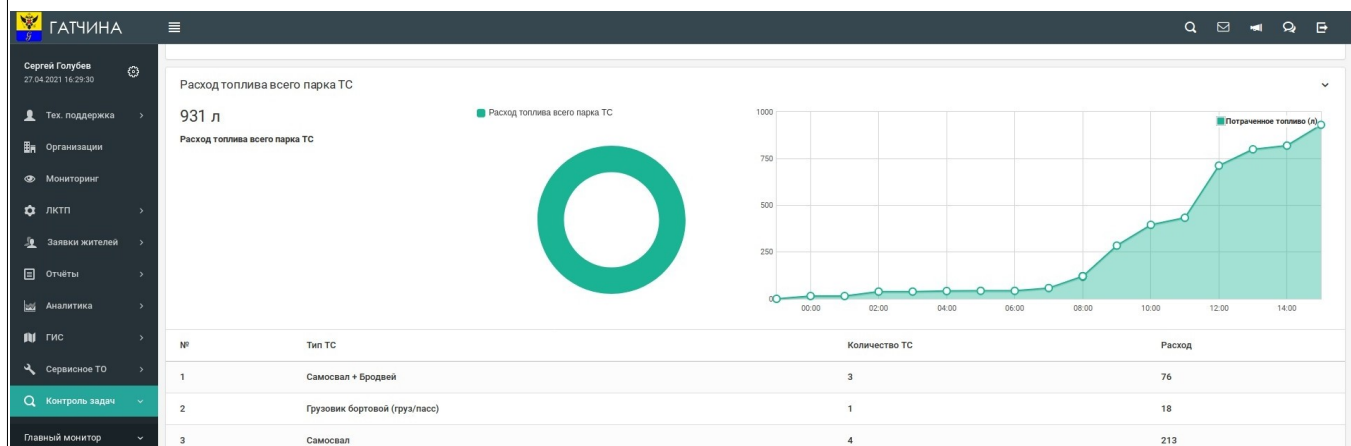 ГАТЧИНА
Сергей Голубев
27.04.2021 16:29:30
Тех. поддержка
Организации
Мониторинг
ЛКТП
Заявки жителей
Отчёты
Аналитика
ГИС
Сервисное ТО
Контроль задач
Главный монитор
Расход топлива всего парка ТС
931 л
Расход топлива всего парка ТС
Расход топлива всего парка ТС
Потраченное топливо (л)
1000
750
500
250
0
00:00 02:00 04:00 06:00 08:00 10:00 12:00 14:00
№ Тип ТС Количество ТС Расход
1 Самосвал + Бродвей 3 76
2 Грузовик бортовой (груз/пасс) 1 18
3 Самосвал 4 213